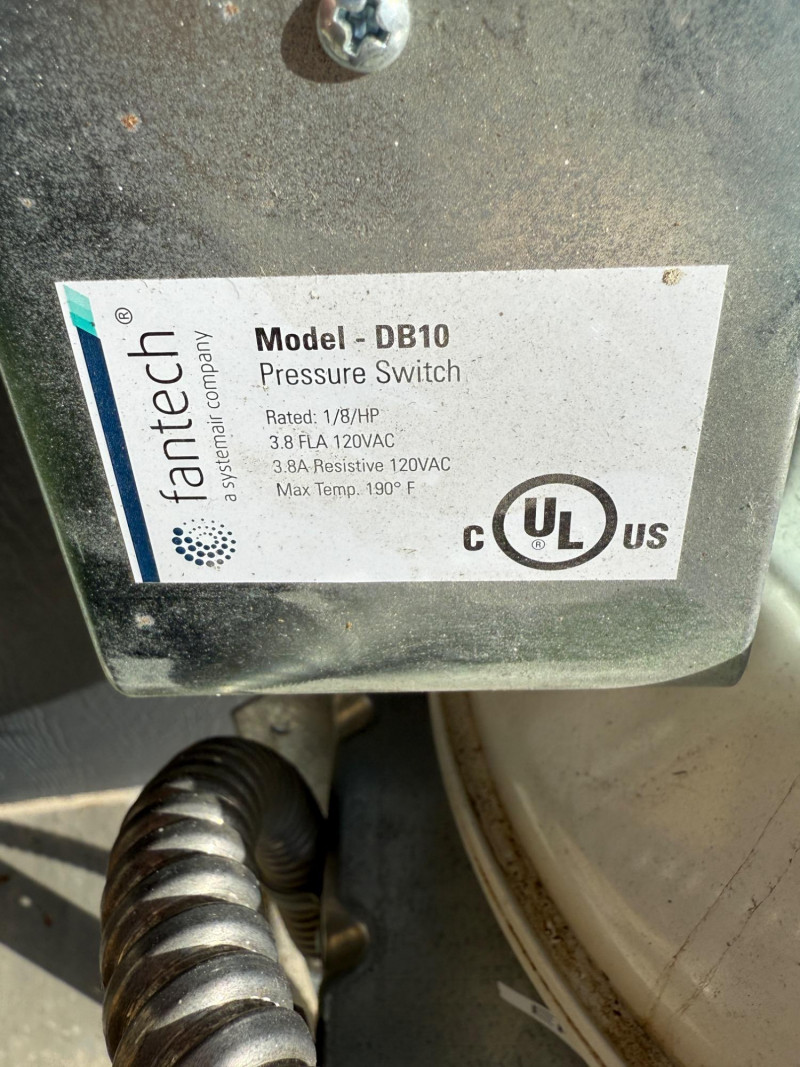 fantech®
a systemair company
Model - DB10
Pressure Switch
Rated: 1/8/HP
3.8 FLA 120VAC
3.8A Resistive 120VAC
Max Temp. 190° F
C UL® US